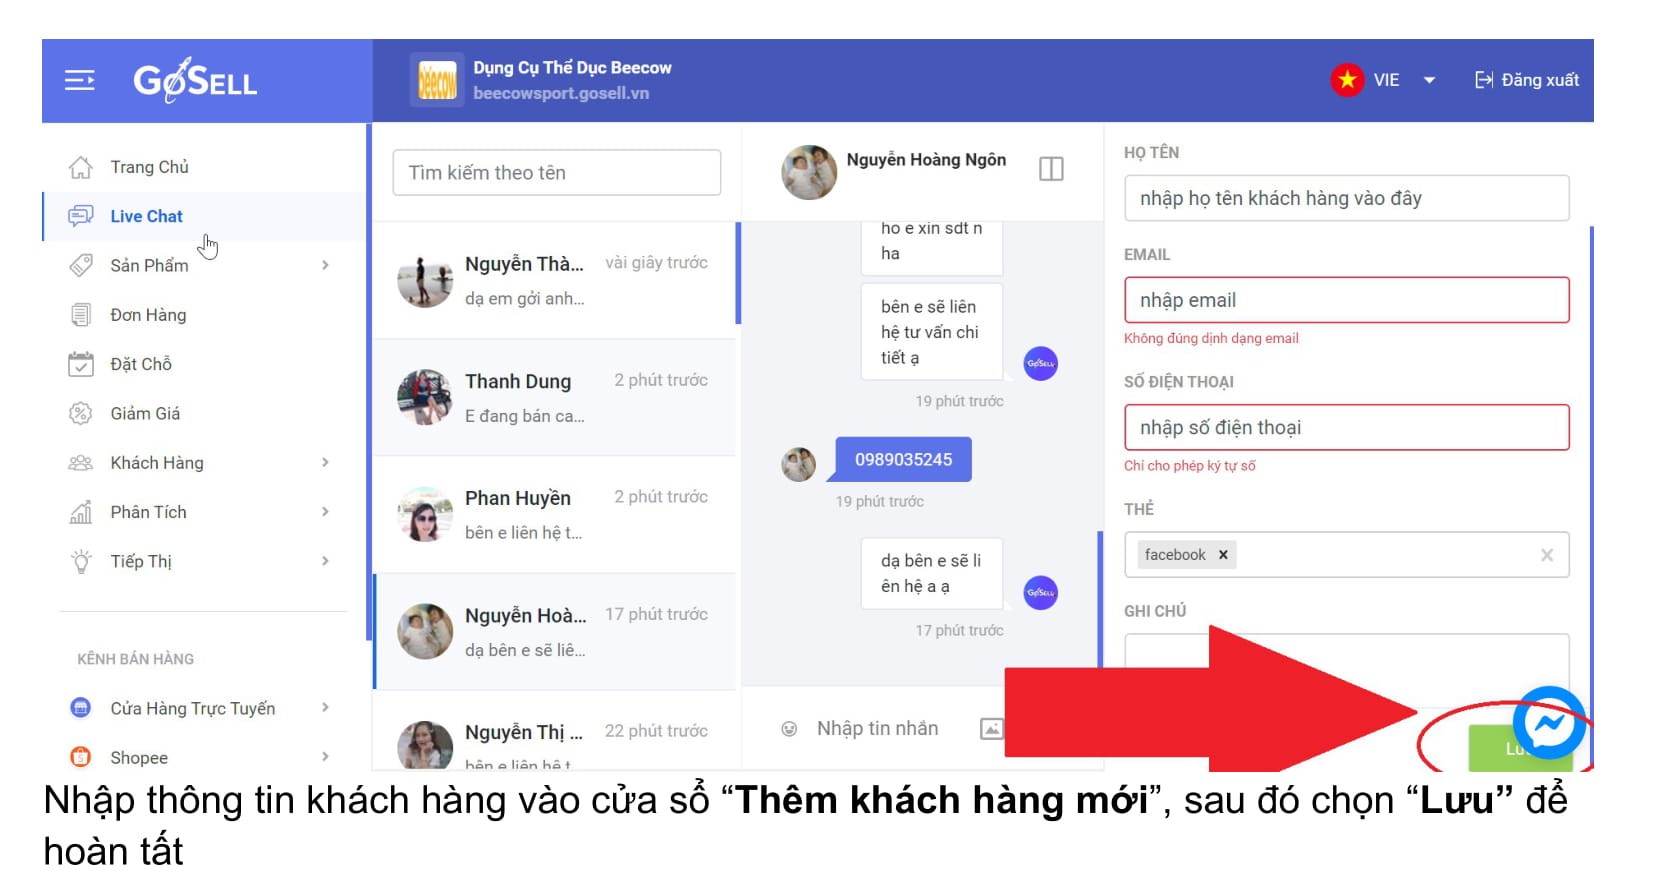 GoSELL
Dụng Cụ Thể Dục Beecow
beecow
beecowsport.gosell.vn
VIE
Đăng xuất
Trang Chủ
Live Chat
Sản Phẩm
Đơn Hàng
Đặt Chỗ
Giảm Giá
Khách Hàng
Phân Tích
Tiếp Thị
KÊNH BÁN HÀNG
Cửa Hàng Trực Tuyến
Shopee
Tìm kiếm theo tên
Nguyễn Thà... vài giây trước
dạ em gởi anh...
Thanh Dung 2 phút trước
E đang bán ca...
Phan Huyền 2 phút trước
bên e liên hệ t...
Nguyễn Hoà... 17 phút trước
dạ bên e sẽ liê...
Nguyễn Thị ... 22 phút trước
bên e liên hệ t
Nguyễn Hoàng Ngôn
ho e xin sdt n
ha
bên e sẽ liên
hệ tư vấn chi
tiết ạ
GoSELL
19 phút trước
0989035245
19 phút trước
dạ bên e sẽ li
ên hệ a ạ
GoSELL
17 phút trước
Nhập tin nhắn
HỌ TÊN
nhập họ tên khách hàng vào đây
EMAIL
nhập email
Không đúng dịnh dạng email
SỐ ĐIỆN THOẠI
nhập số điện thoại
Chỉ cho phép ký tự số
THẺ
facebook ×
GHI CHÚ
Nhập thông tin khách hàng vào cửa sổ “Thêm khách hàng mới”, sau đó chọn “Lưu” để
hoàn tất